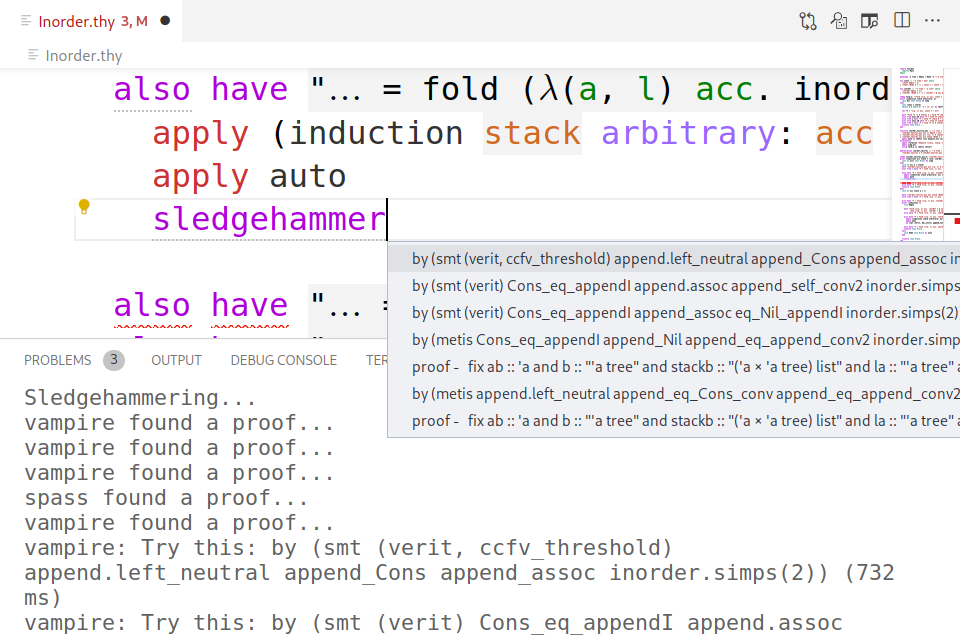 Inorder.thy 3, M
Inorder.thy
also have "... = fold (λ(a, l) acc. inord
apply (induction stack arbitrary: acc
apply auto
sledgehammer
by (smt (verit, ccfv_threshold) append.left_neutral append_Cons append_assoc in
by (smt (verit) Cons_eq_appendI append.assoc append_self_conv2 inorder.simps
by (smt (verit) Cons_eq_appendI append_assoc eq_Nil_appendI inorder.simps(2)
by (metis Cons_eq_appendI append_Nil append_eq_append_conv2 inorder.simp
proof - fix ab :: 'a and b :: "'a tree" and stackb :: "('a × 'a tree) list" and la :: "'a tree" a
by (metis append.left_neutral append_eq_Cons_conv append_eq_append_conv2
proof - fix ab :: 'a and b :: "'a tree" and stackb :: "('a × 'a tree) list" and la :: "'a tree" a
also have "... =
PROBLEMS 3 OUTPUT DEBUG CONSOLE TER
Sledgehammering...
vampire found a proof...
vampire found a proof...
vampire found a proof...
spass found a proof...
vampire found a proof...
vampire: Try this: by (smt (verit, ccfv_threshold)
append.left_neutral append_Cons append_assoc inorder.simps(2)) (732
ms)
vampire: Try this: by (smt (verit) Cons_eq_appendI append.assoc